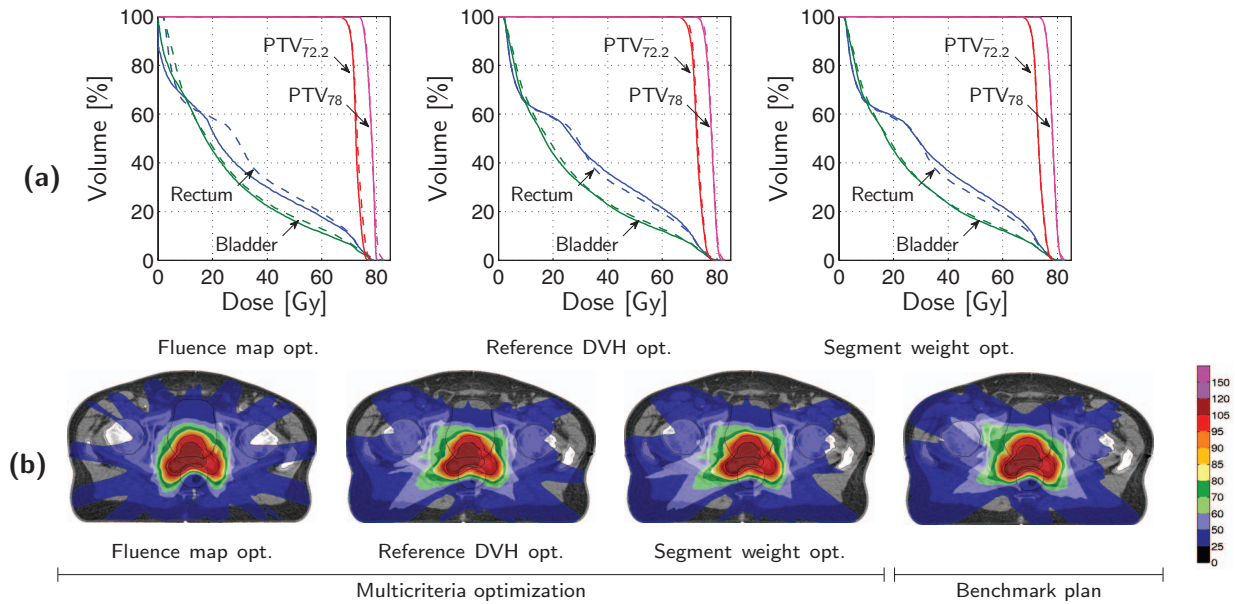 (a)
Volume [%]
100
80
60
40
20
0
PTV⁻72.2
PTV78
Rectum
Bladder
0 20 40 60 80
Dose [Gy]
Fluence map opt.
Volume [%]
100
80
60
40
20
0
PTV⁻72.2
PTV78
Rectum
Bladder
0 20 40 60 80
Dose [Gy]
Reference DVH opt.
Volume [%]
100
80
60
40
20
0
PTV⁻72.2
PTV78
Rectum
Bladder
0 20 40 60 80
Dose [Gy]
Segment weight opt.
(b)
150
120
105
95
90
85
80
70
60
50
25
0
Fluence map opt.
Reference DVH opt.
Segment weight opt.
Multicriteria optimization
Benchmark plan